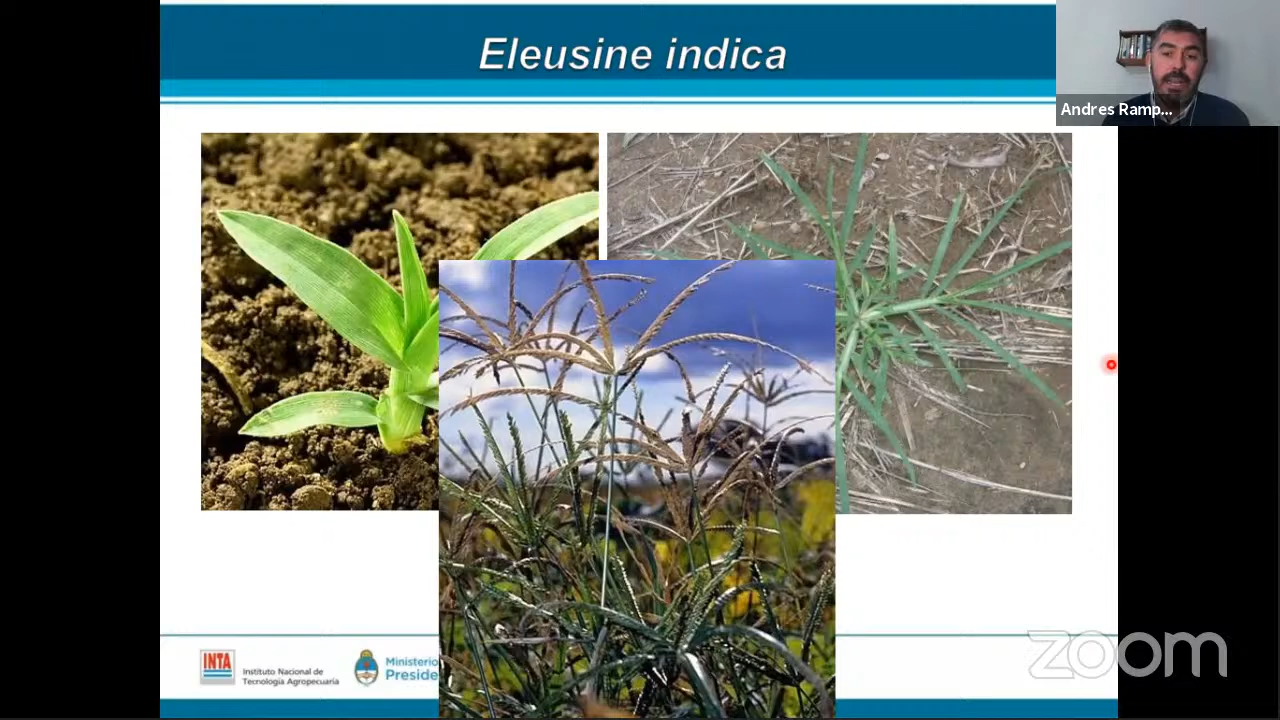 Eleusine indica
Andres Ramp...
INTA
Instituto Nacional de
Tecnología Agropecuaria
Ministerio
Preside
zoom